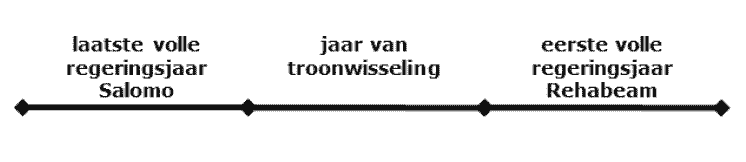 laatste volle
regeringsjaar
Salomo
jaar van
troonwisseling
eerste volle
regeringsjaar
Rehabeam